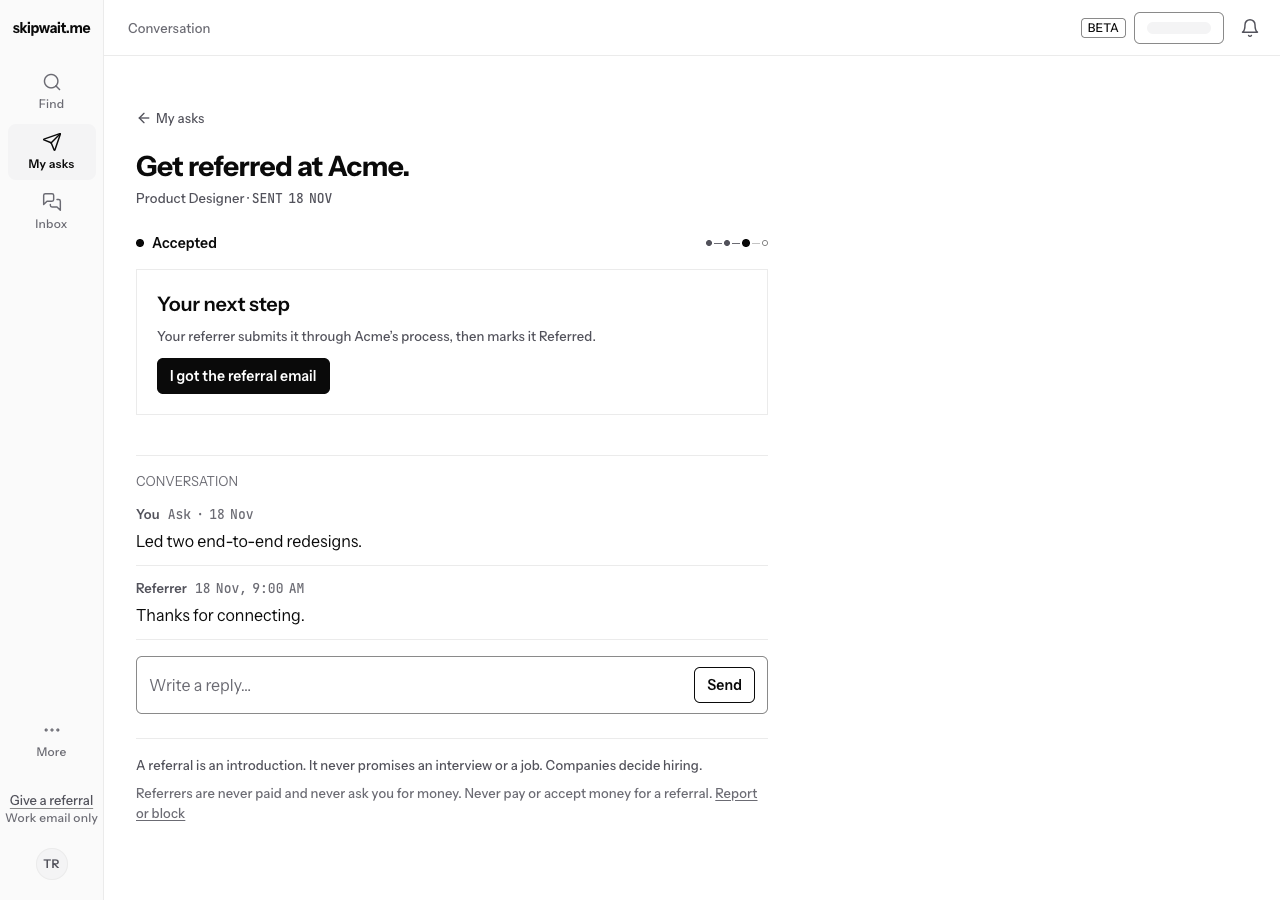 skipwait.me
Conversation
BETA
Find
My asks
Inbox
More
Give a referral
Work email only
TR
My asks
Get referred at Acme.
Product Designer · SENT 18 NOV
Accepted
Your next step
Your referrer submits it through Acme’s process, then marks it Referred.
I got the referral email
CONVERSATION
You Ask · 18 Nov
Led two end-to-end redesigns.
Referrer 18 Nov, 9:00 AM
Thanks for connecting.
Write a reply…
Send
A referral is an introduction. It never promises an interview or a job. Companies decide hiring.
Referrers are never paid and never ask you for money. Never pay or accept money for a referral. Report
or block